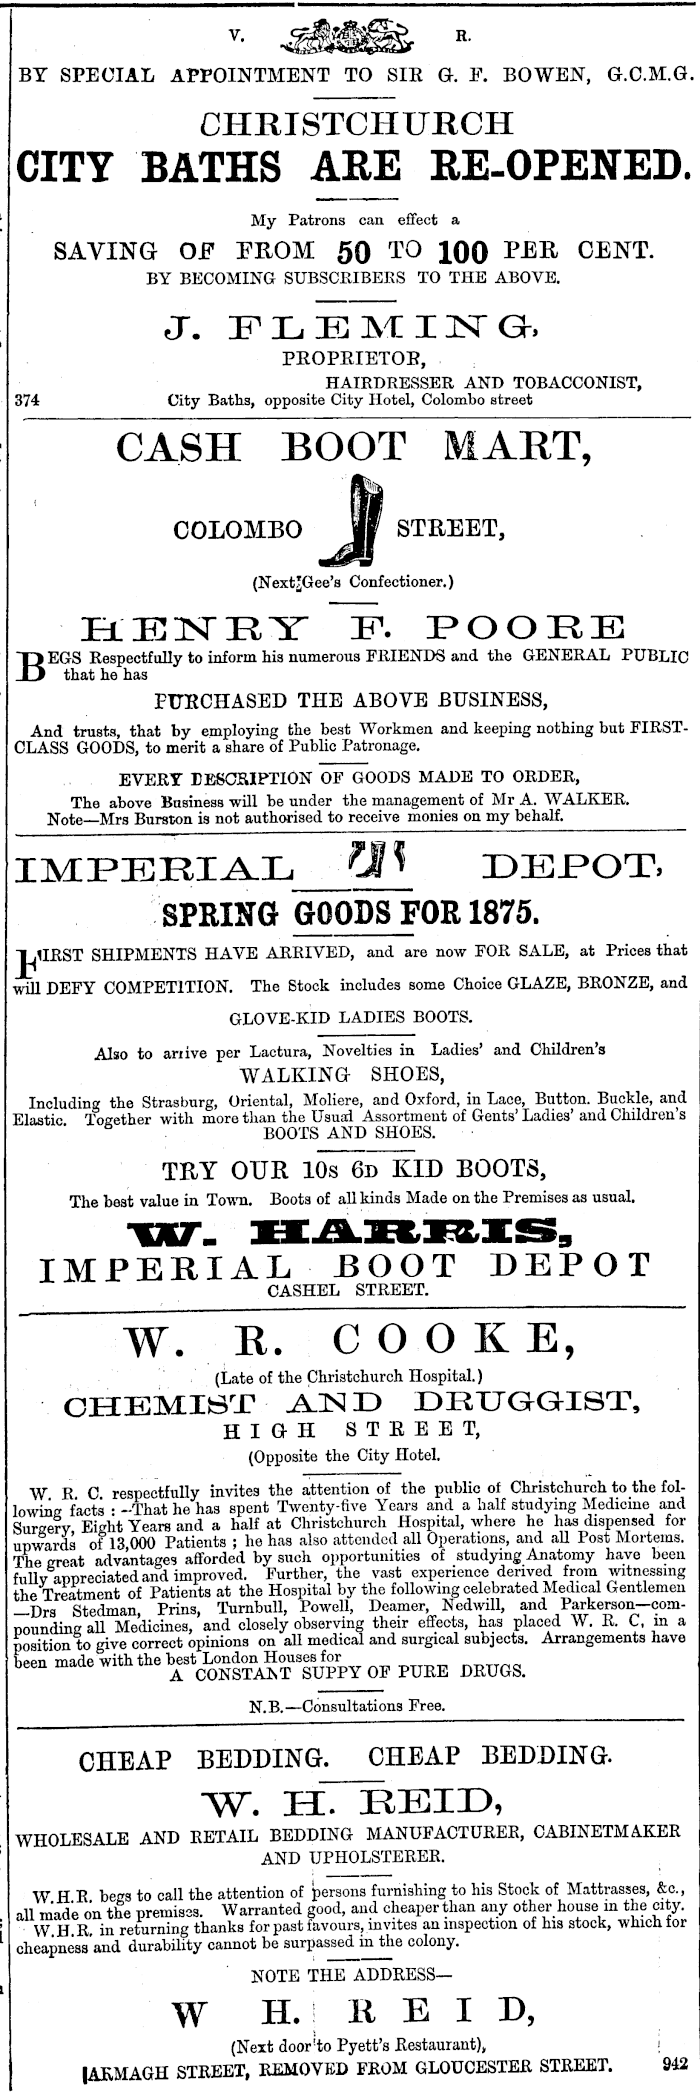 V. R.
BY SPECIAL APPOINTMENT TO SIR G. F. BOWEN, G.C.M.G.
CHRISTCHURCH
CITY BATHS ARE RE-OPENED.
My Patrons can effect a
SAVING OF FROM 50 TO 100 PER CENT.
BY BECOMING SUBSCRIBERS TO THE ABOVE.
J. FLEMING,
PROPRIETOR,
HAIRDRESSER AND TOBACCONIST,
374 City Baths, opposite City Hotel, Colombo street
CASH BOOT MART,
COLOMBO STREET,
(Next Gee's Confectioner.)
HENRY F. POORE
BEGS Respectfully to inform his numerous FRIENDS and the GENERAL PUBLIC
that he has
PURCHASED THE ABOVE BUSINESS,
And trusts, that by employing the best Workmen and keeping nothing but FIRST-
CLASS GOODS, to merit a share of Public Patronage.
EVERY DESCRIPTION OF GOODS MADE TO ORDER,
The above Business will be under the management of Mr A. WALKER.
Note—Mrs Burston is not authorised to receive monies on my behalf.
IMPERIAL DEPOT,
SPRING GOODS FOR 1875.
FIRST SHIPMENTS HAVE ARRIVED, and are now FOR SALE, at Prices that
will DEFY COMPETITION. The Stock includes some Choice GLAZE, BRONZE, and
GLOVE-KID LADIES BOOTS.
Also to arrive per Lactura, Novelties in Ladies' and Children's
WALKING SHOES,
Including the Strasburg, Oriental, Moliere, and Oxford, in Lace, Button. Buckle, and
Elastic. Together with more than the Usual Assortment of Gents' Ladies' and Children's
BOOTS AND SHOES.
TRY OUR 10S 6D KID BOOTS,
The best value in Town. Boots of all kinds Made on the Premises as usual.
W. HARRIS,
IMPERIAL BOOT DEPOT
CASHEL STREET.
W. R. COOKE,
(Late of the Christchurch Hospital.)
CHEMIST AND DRUGGIST,
HIGH STREET,
(Opposite the City Hotel.
W. R. C. respectfully invites the attention of the public of Christchurch to the fol-
lowing facts :—That he has spent Twenty-five Years and a half studying Medicine and
Surgery, Eight Years and a half at Christchurch Hospital, where he has dispensed for
upwards of 13,000 Patients ; he has also attended all Operations, and all Post Mortems.
The great advantages afforded by such opportunities of studying Anatomy have been
fully appreciated and improved. Further, the vast experience derived from witnessing
the Treatment of Patients at the Hospital by the following celebrated Medical Gentlemen
—Drs Stedman, Prins, Turnbull, Powell, Deamer, Nedwill, and Parkerson—com-
pounding all Medicines, and closely observing their effects, has placed W. R. C, in a
position to give correct opinions on all medical and surgical subjects. Arrangements have
been made with the best London Houses for
A CONSTANT SUPPY OF PURE DRUGS.
N.B.—Consultations Free.
CHEAP BEDDING. CHEAP BEDDING.
W. H. REID,
WHOLESALE AND RETAIL BEDDING MANUFACTURER, CABINETMAKER
AND UPHOLSTERER.
W.H.R. begs to call the attention of persons furnishing to his Stock of Mattrasses, &c.,
all made on the premises. Warranted good, and cheaper than any other house in the city.
W.H.R. in returning thanks for past favours, invites an inspection of his stock, which for
cheapness and durability cannot be surpassed in the colony.
NOTE THE ADDRESS—
W H. REID,
(Next door to Pyett's Restaurant),
ARMAGH STREET, REMOVED FROM GLOUCESTER STREET. 942